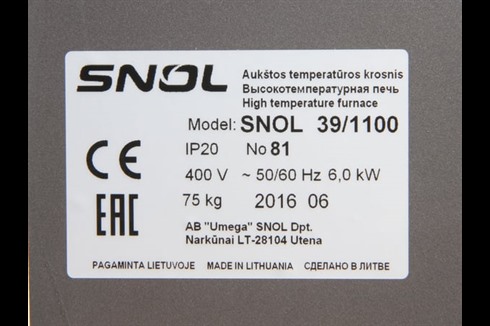 SNOL
Aukštos temperatūros krosnis
Высокотемпературная печь
High temperature furnace
Model: SNOL 39/1100
IP20 No 81
400 V ~ 50/60 Hz 6,0 kW
75 kg 2016 06
CE
EAC
AB "Umega" SNOL Dpt.
Narkūnai LT-28104 Utena
PAGAMINTA LIETUVOJE MADE IN LITHUANIA СДЕЛАНО В ЛИТВЕ